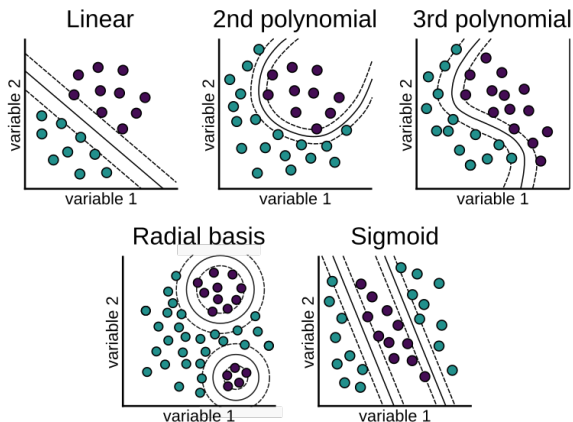 Linear
2nd polynomial
3rd polynomial
variable 2
variable 1
variable 2
variable 1
variable 2
variable 1
Radial basis
Sigmoid
variable 2
variable 1
variable 2
variable 1